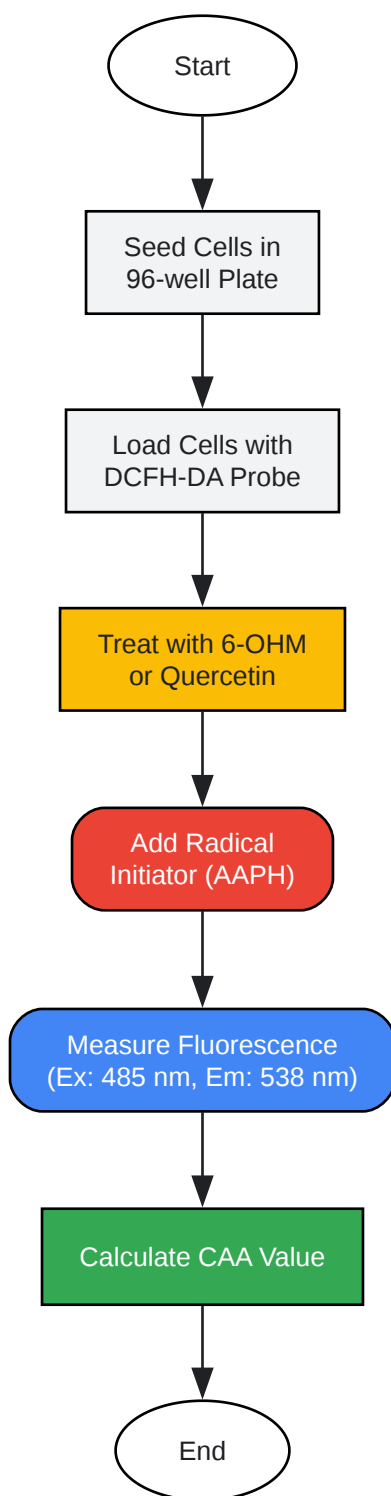 Start
Seed Cells in
96-well Plate
Load Cells with
DCFH-DA Probe
Treat with 6-OHM
or Quercetin
Add Radical
Initiator (AAPH)
Measure Fluorescence
(Ex: 485 nm, Em: 538 nm)
Calculate CAA Value
End